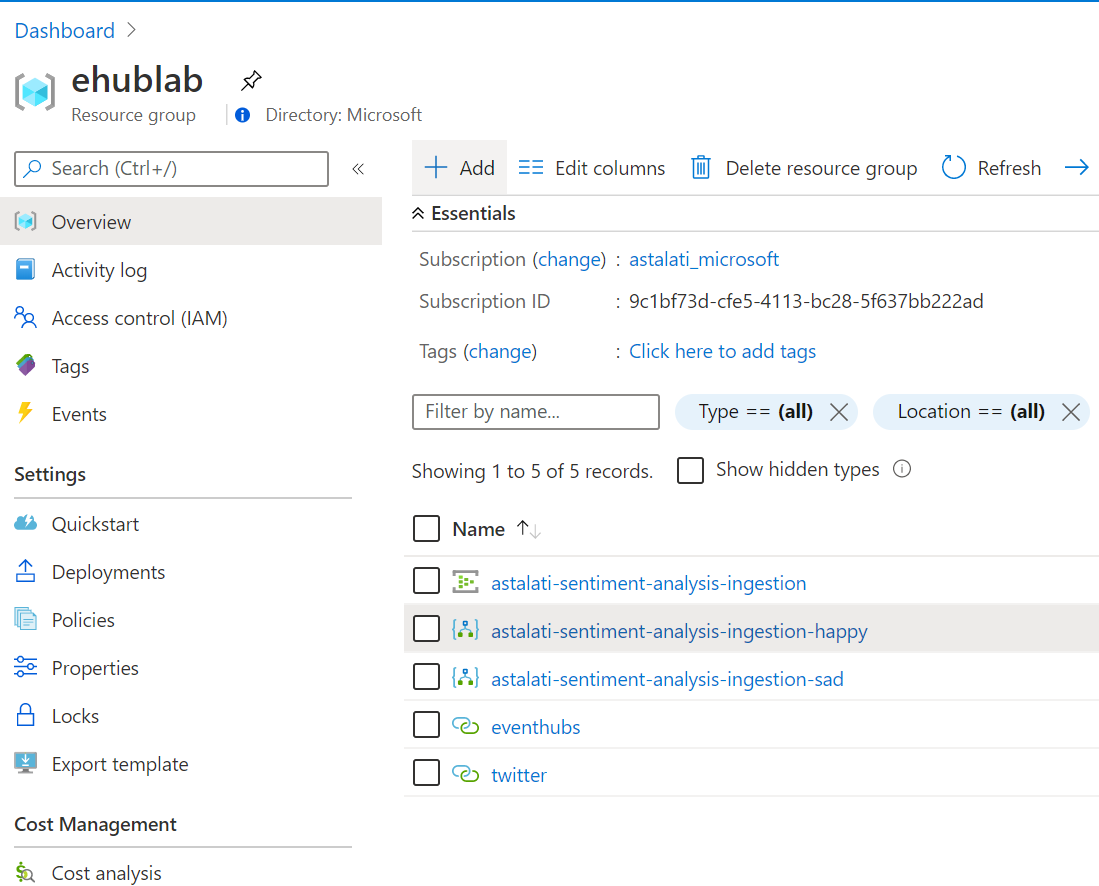 Dashboard
ehublab
Resource group
Directory: Microsoft
Search (Ctrl+/)
Overview
Activity log
Access control (IAM)
Tags
Events
Settings
Quickstart
Deployments
Policies
Properties
Locks
Export template
Cost Management
Cost analysis
Add
Edit columns
Delete resource group
Refresh
Essentials
Subscription (change) : astalati_microsoft
Subscription ID : 9c1bf73d-cfe5-4113-bc28-5f637bb222ad
Tags (change) : Click here to add tags
Filter by name...
Type == (all)
Location == (all)
Showing 1 to 5 of 5 records.
Show hidden types
Name
astalati-sentiment-analysis-ingestion
astalati-sentiment-analysis-ingestion-happy
astalati-sentiment-analysis-ingestion-sad
eventhubs
twitter